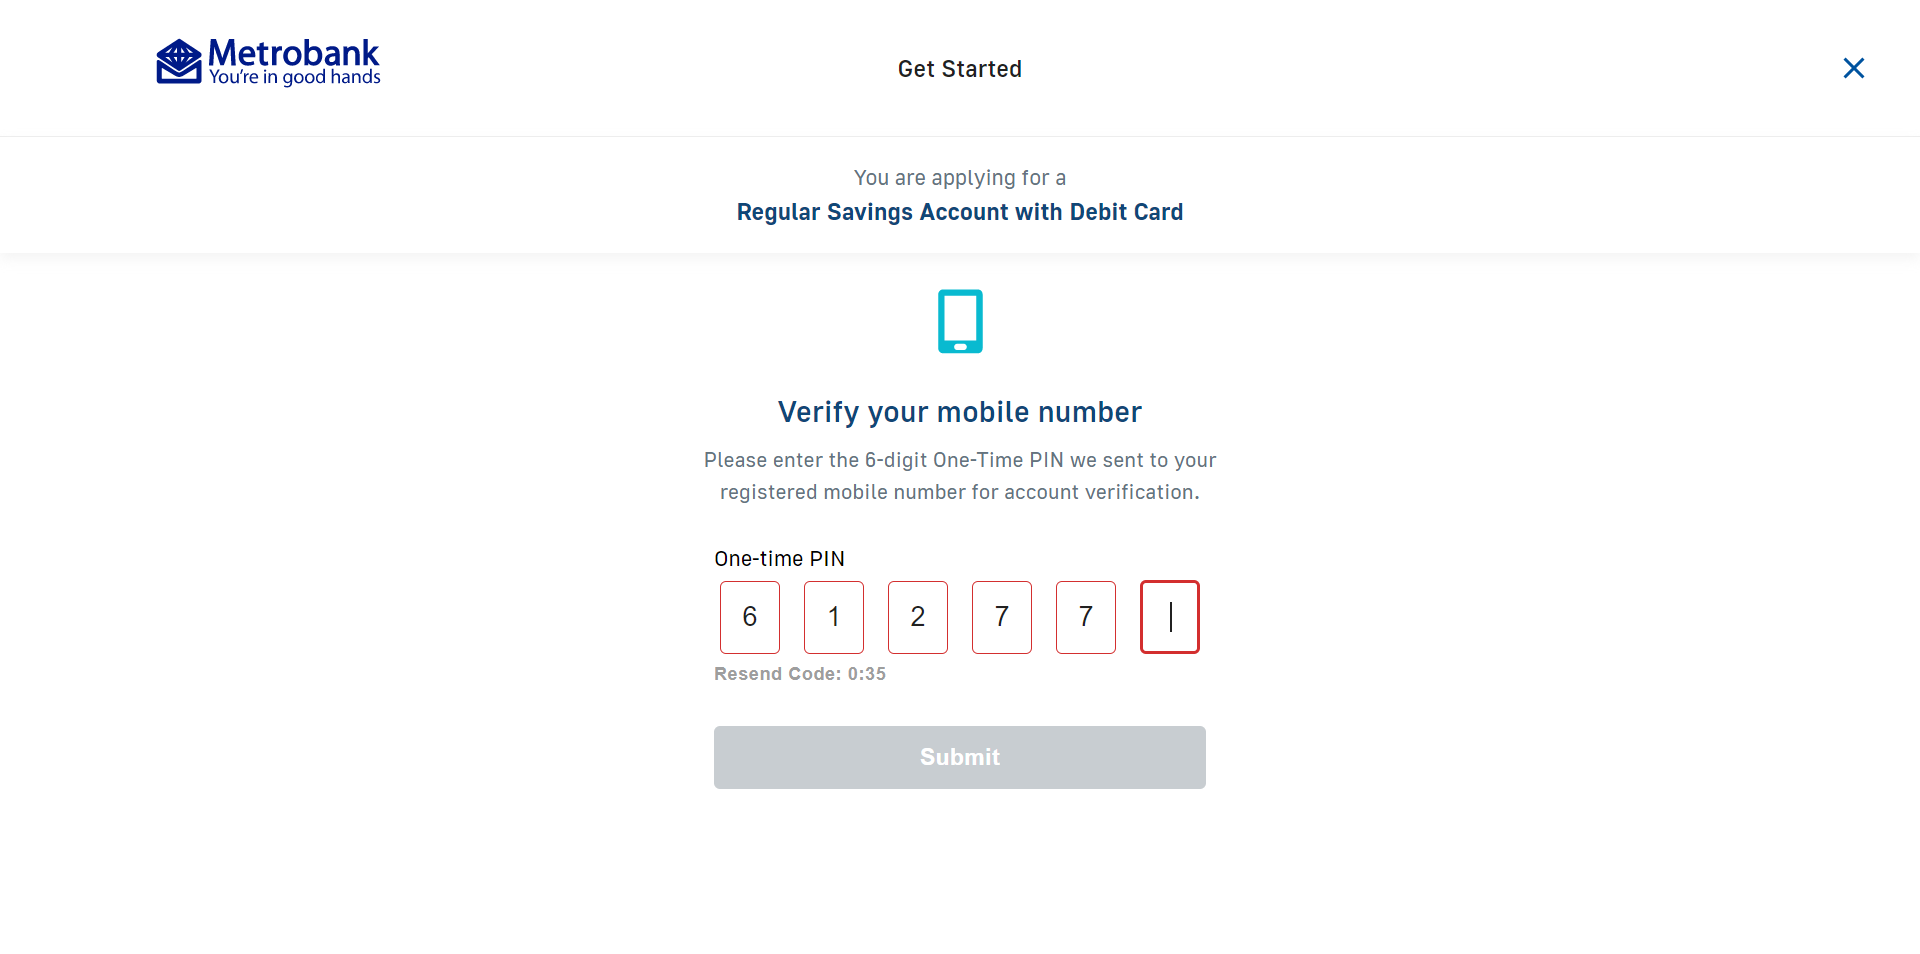 Metrobank
You're in good hands
Get Started
You are applying for a
Regular Savings Account with Debit Card
Verify your mobile number
Please enter the 6-digit One-Time PIN we sent to your
registered mobile number for account verification.
One-time PIN
6 1 2 7 7
Resend Code: 0:35
Submit